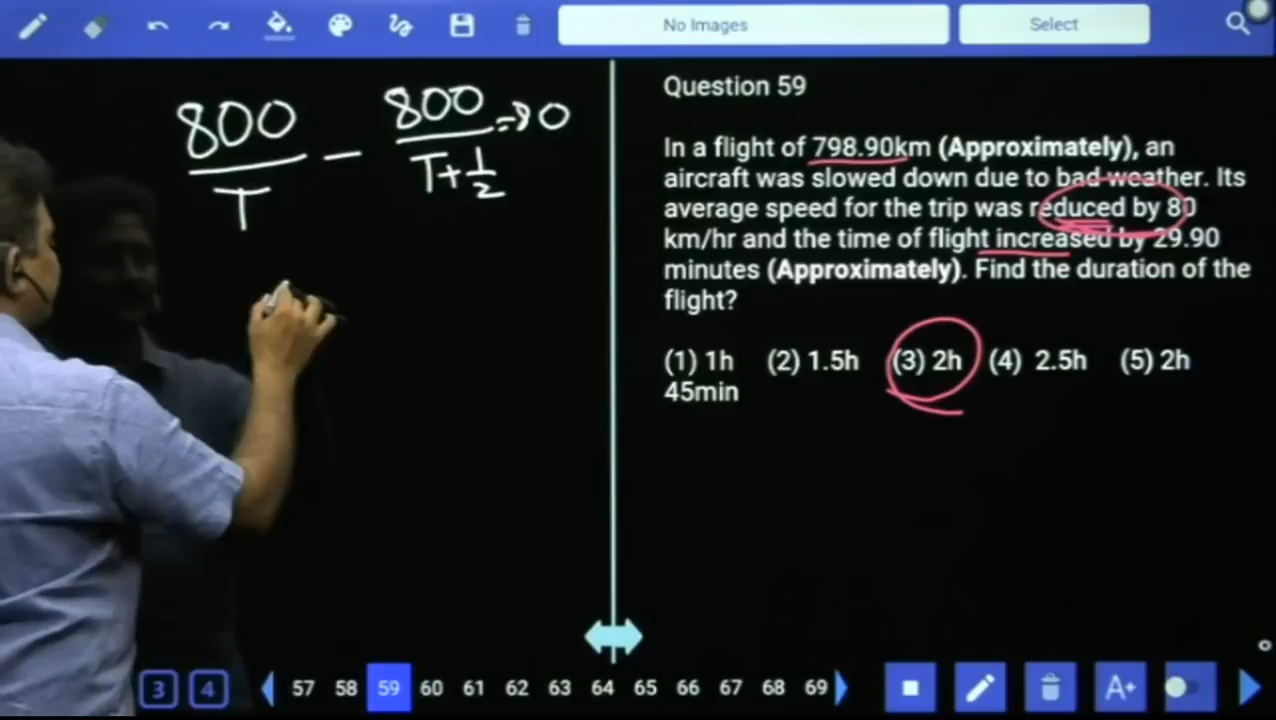 No Images
Select
800/T - 800/T+1/2 = 80
Question 59
In a flight of 798.90km (Approximately), an
aircraft was slowed down due to bad weather. Its
average speed for the trip was reduced by 80
km/hr and the time of flight increased by 29.90
minutes (Approximately). Find the duration of the
flight?
(1) 1h (2) 1.5h (3) 2h (4) 2.5h (5) 2h
45min
3 4 57 58 59 60 61 62 63 64 65 66 67 68 69
A+